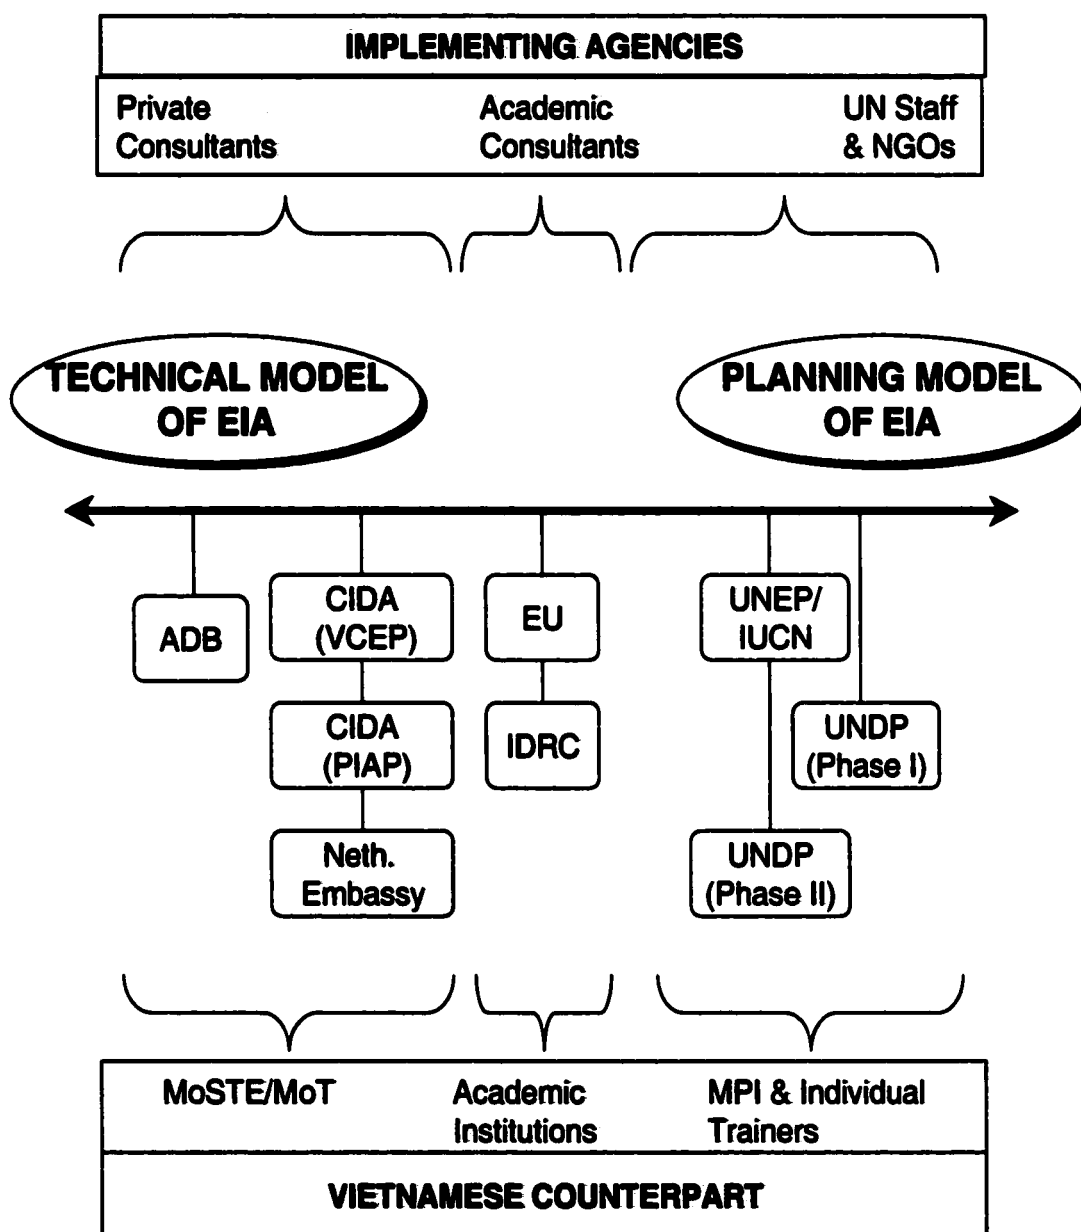 IMPLEMENTING AGENCIES
Private
Consultants
Academic
Consultants
UN Staff
& NGOs
TECHNICAL MODEL
OF EIA
PLANNING MODEL
OF EIA
ADB
CIDA
(VCEP)
CIDA
(PIAP)
Neth.
Embassy
EU
IDRC
UNEP/
IUCN
UNDP
(Phase I)
UNDP
(Phase II)
MoSTE/MoT
Academic
Institutions
MPI & Individual
Trainers
VIETNAMESE COUNTERPART